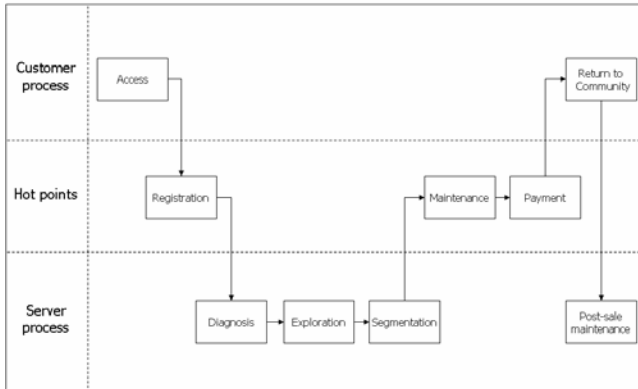 Customer
process
Access
Return to
Community
Hot points
Registration
Maintenance
Payment
Server
process
Diagnosis
Exploration
Segmentation
Post-sale
maintenance